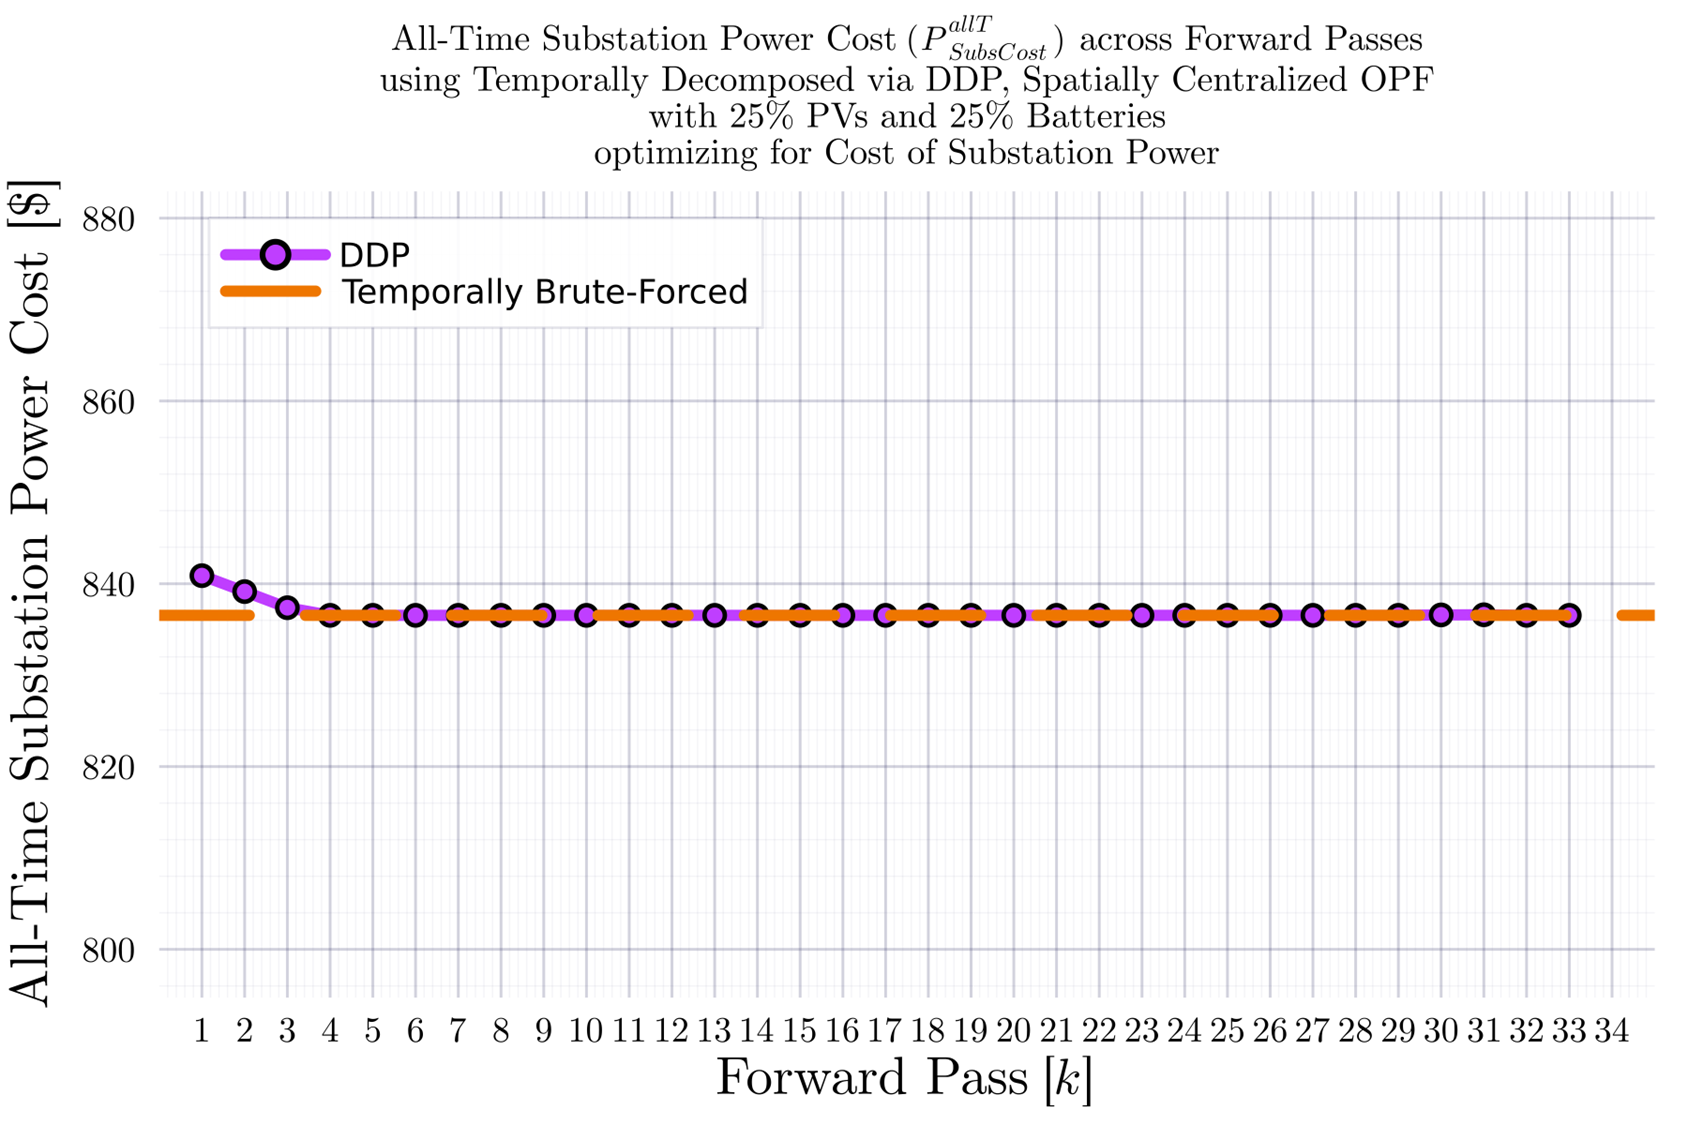 All-Time Substation Power Cost (P^{allT}_{SubsCost}) across Forward Passes
using Temporally Decomposed via DDP, Spatially Centralized OPF
with 25% PVs and 25% Batteries
optimizing for Cost of Substation Power
All-Time Substation Power Cost [$]
880
860
840
820
800
DDP
Temporally Brute-Forced
1 2 3 4 5 6 7 8 9 10 11 12 13 14 15 16 17 18 19 20 21 22 23 24 25 26 27 28 29 30 31 32 33 34
Forward Pass [k]